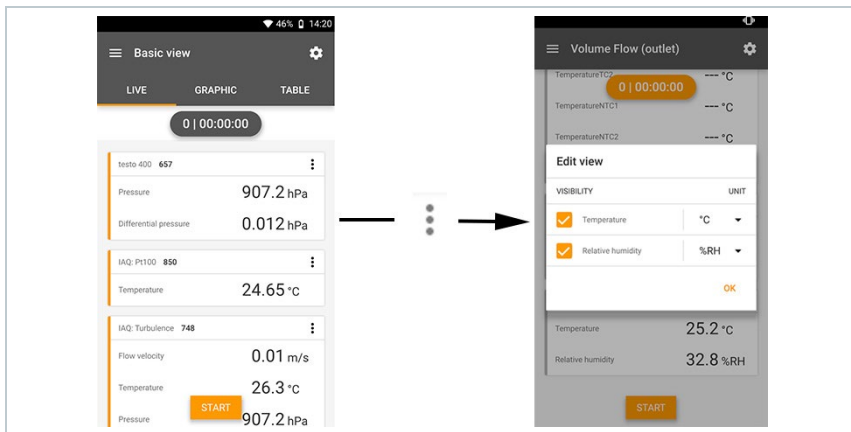 46% 14:20
Basic view
LIVE GRAPHIC TABLE
0 | 00:00:00
testo 400 657
Pressure 907.2 hPa
Differential pressure 0.012 hPa
IAQ: Pt100 850
Temperature 24.65 °C
IAQ: Turbulence 748
Flow velocity 0.01 m/s
Temperature 26.3 °C
START
Pressure 907.2 hPa
Volume Flow (outlet)
TemperatureTC2 --- °C
0 | 00:00:00
TemperatureNTC1 --- °C
TemperatureNTC2 --- °C
Edit view
VISIBILITY UNIT
Temperature °C
Relative humidity %RH
OK
Temperature 25.2 °C
Relative humidity 32.8 %RH
START